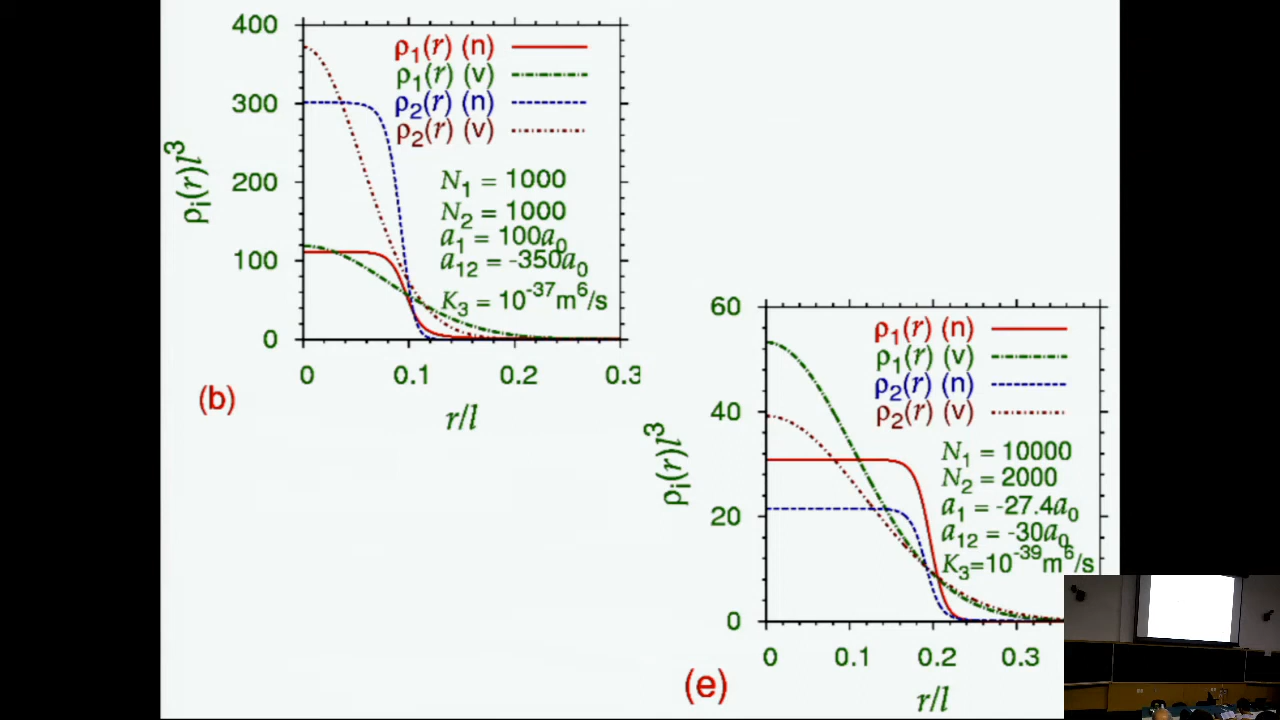 400
300
200
100
0
ρi(r)l³
ρ₁(r) (n)
ρ₁(r) (v)
ρ₂(r) (n)
ρ₂(r) (v)
N₁ = 1000
N₂ = 1000
a₁ = 100a₀
a₁₂ = -350a₀
K₃ = 10⁻³⁷m⁶/s
0 0.1 0.2 0.3
(b)
r/l
60
40
20
0
ρi(r)l³
ρ₁(r) (n)
ρ₁(r) (v)
ρ₂(r) (n)
ρ₂(r) (v)
N₁ = 10000
N₂ = 2000
a₁ = -27.4a₀
a₁₂ = -30a₀
K₃=10⁻³⁹m⁶/s
0 0.1 0.2 0.3
(e)
r/l